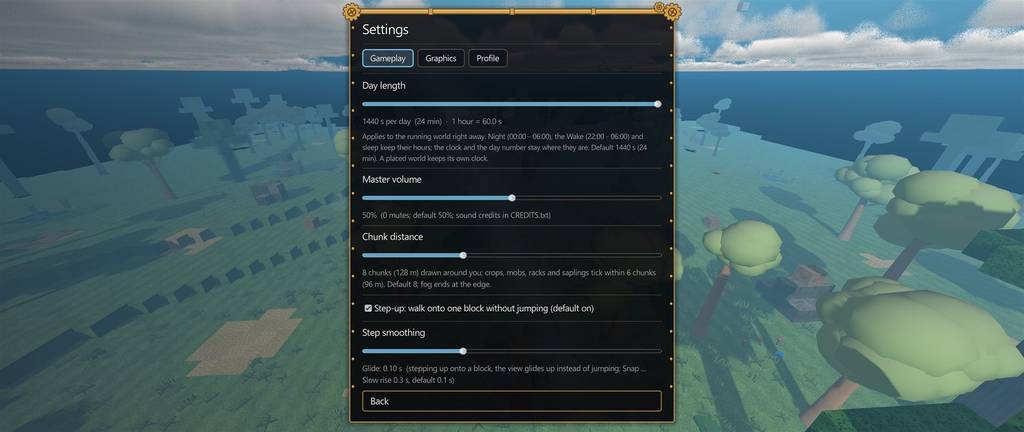 Settings
Gameplay Graphics Profile
Day length
1440 s per day (24 min) · 1 hour = 60.0 s
Applies to the running world right away. Night (00:00 - 06:00), the Wake (22:00 - 06:00) and
sleep keep their hours; the clock and the day number stay where they are. Default 1440 s (24
min). A placed world keeps its own clock.
Master volume
50% (0 mutes; default 50%; sound credits in CREDITS.txt)
Chunk distance
8 chunks (128 m) drawn around you; crops, mobs, racks and saplings tick within 6 chunks
(96 m). Default 8; fog ends at the edge.
Step-up: walk onto one block without jumping (default on)
Step smoothing
Glide: 0.10 s (stepping up onto a block, the view glides up instead of jumping; Snap ...
Slow rise 0.3 s, default 0.1 s)
Back